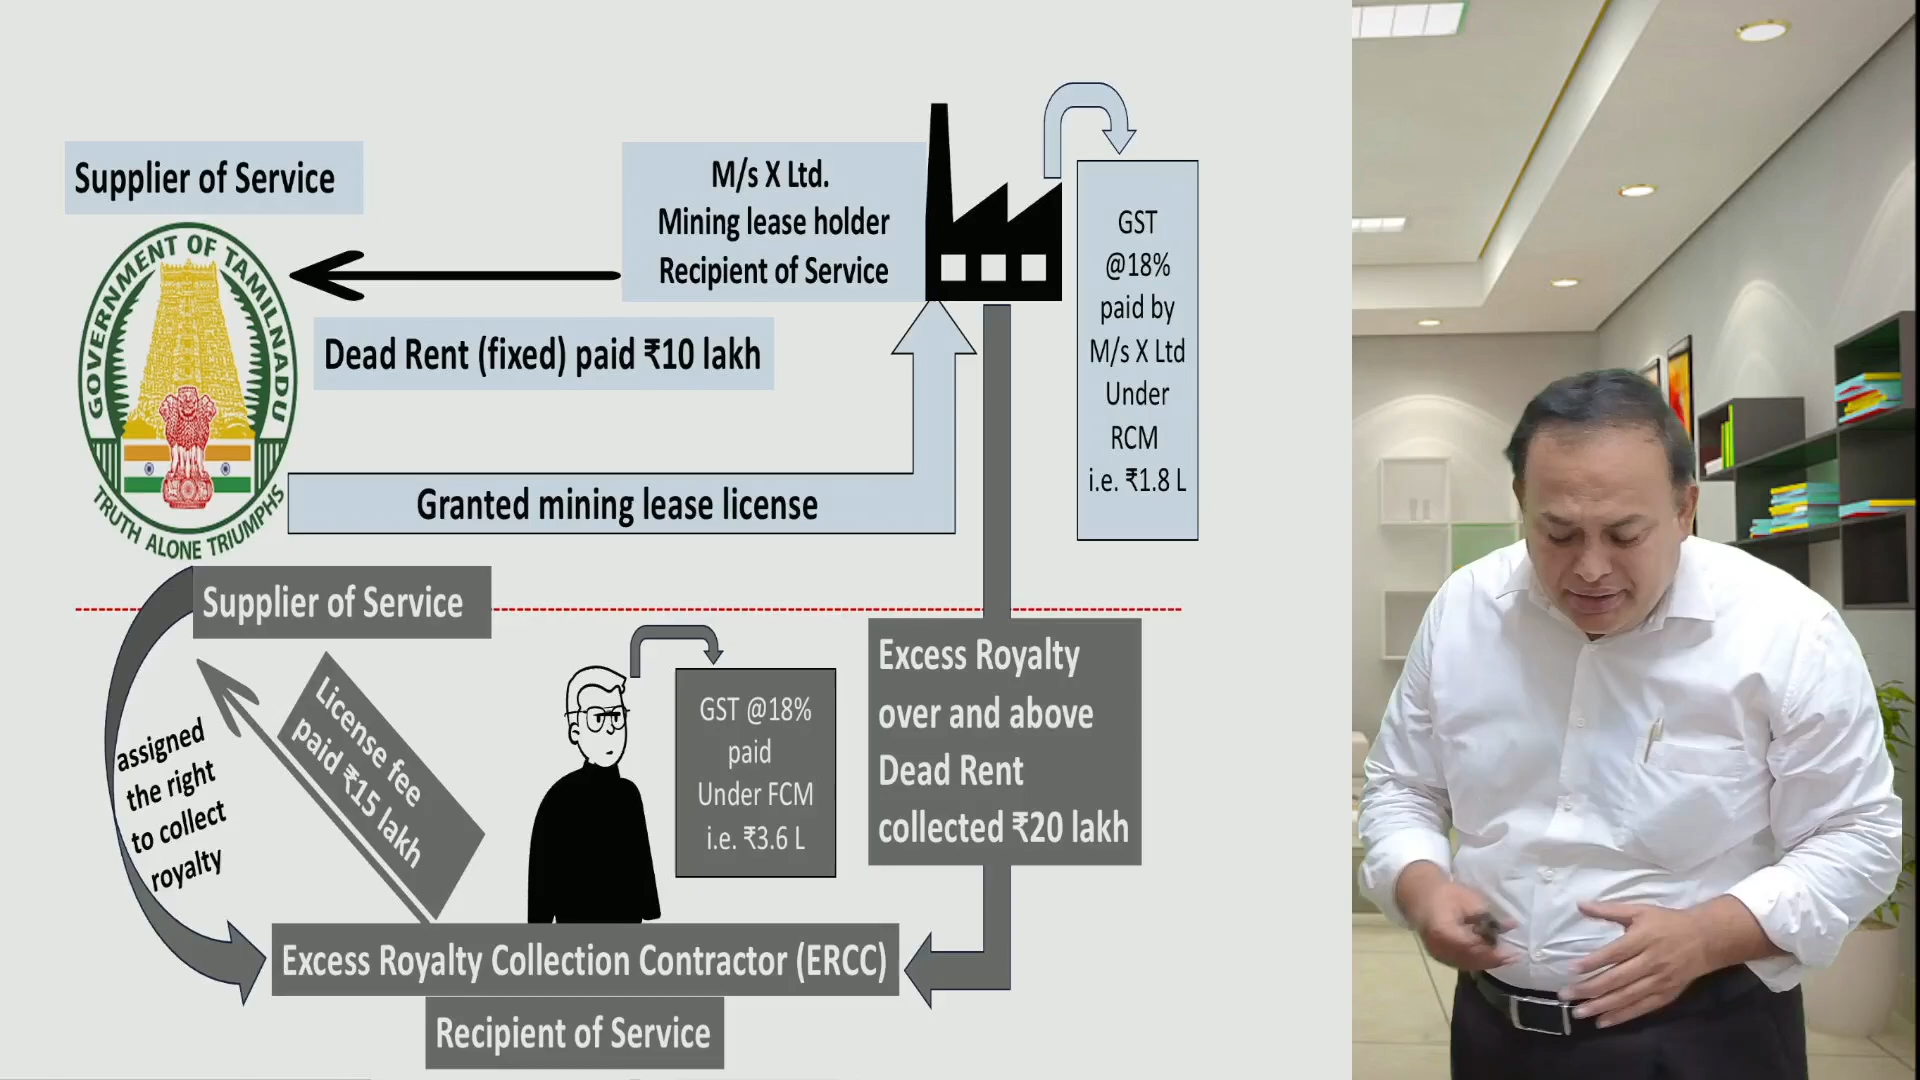 Supplier of Service
GOVERNMENT OF TAMILNADU
TRUTH ALONE TRIUMPHS
M/s X Ltd.
Mining lease holder
Recipient of Service
Dead Rent (fixed) paid ₹10 lakh
Granted mining lease license
GST
@18%
paid by
M/s X Ltd
Under
RCM
i.e. ₹1.8 L
Supplier of Service
assigned
the right
to collect
royalty
License fee
paid ₹15 lakh
GST @18%
paid
Under FCM
i.e. ₹3.6 L
Excess Royalty
over and above
Dead Rent
collected ₹20 lakh
Excess Royalty Collection Contractor (ERCC)
Recipient of Service